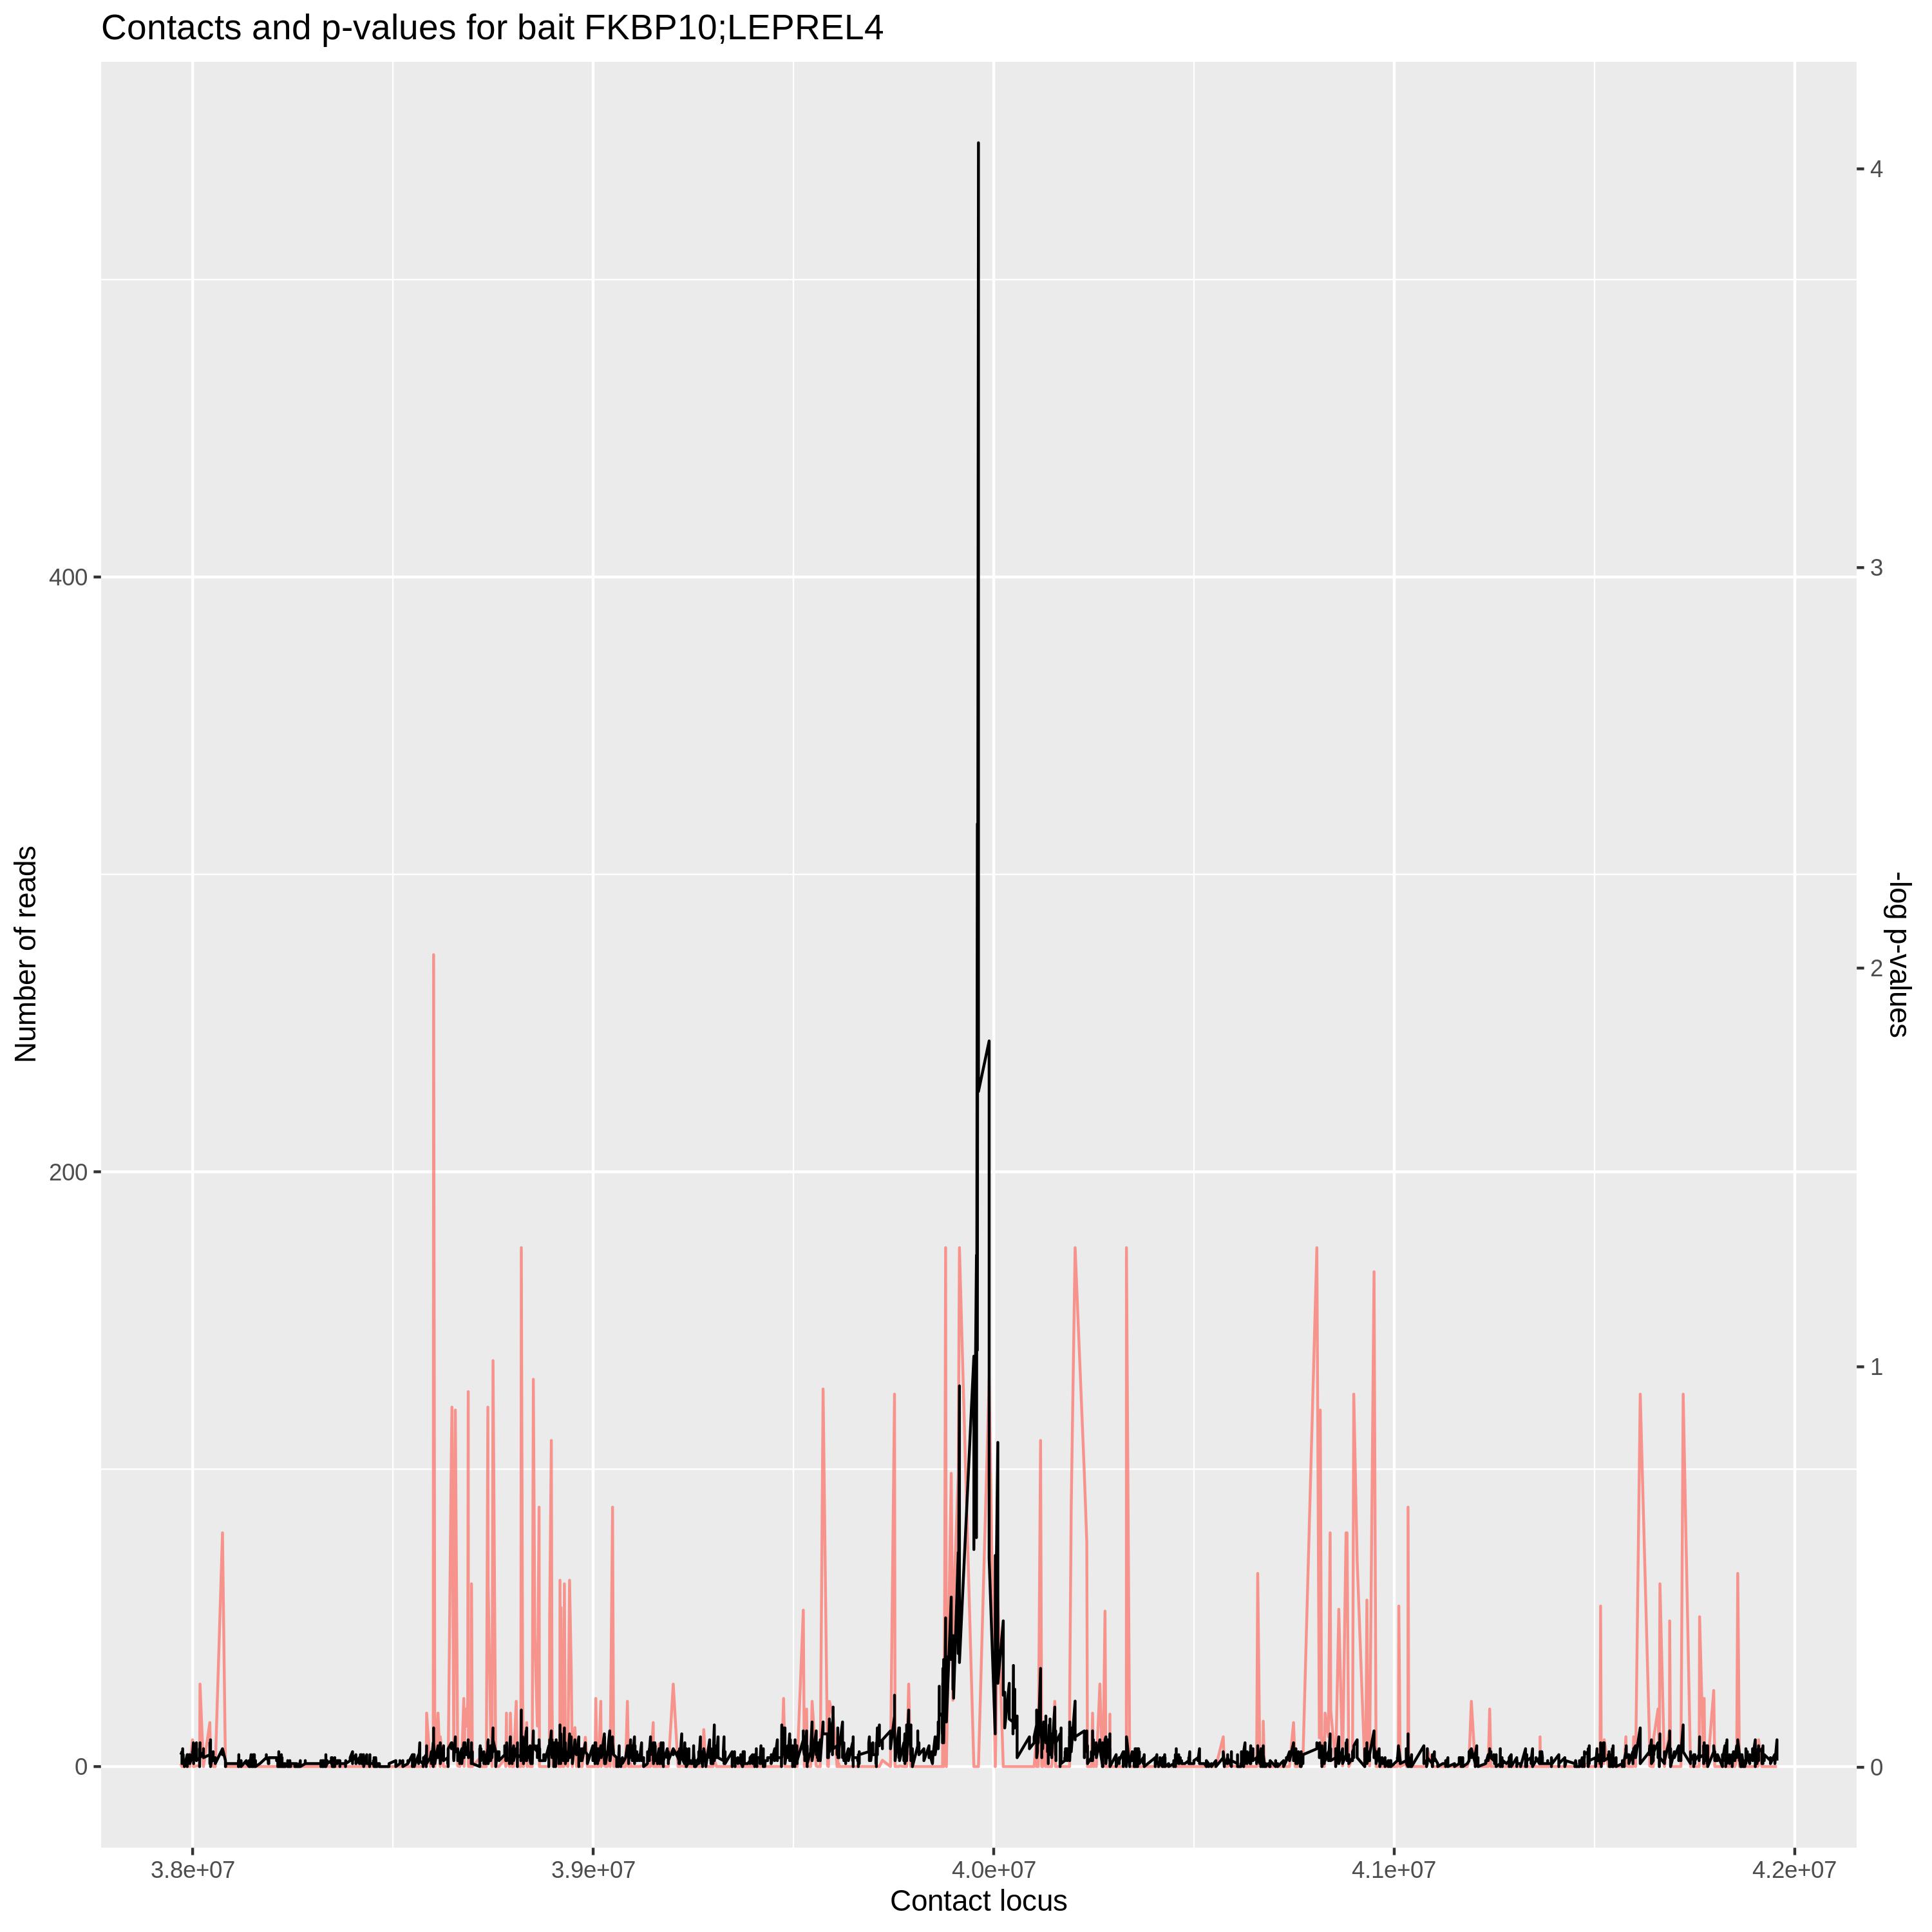 Contacts and p-values for bait FKBP10;LEPREL4
Number of reads
400
200
0
4
3
2
1
0
-log p-values
3.8e+07
3.9e+07
4.0e+07
4.1e+07
4.2e+07
Contact locus